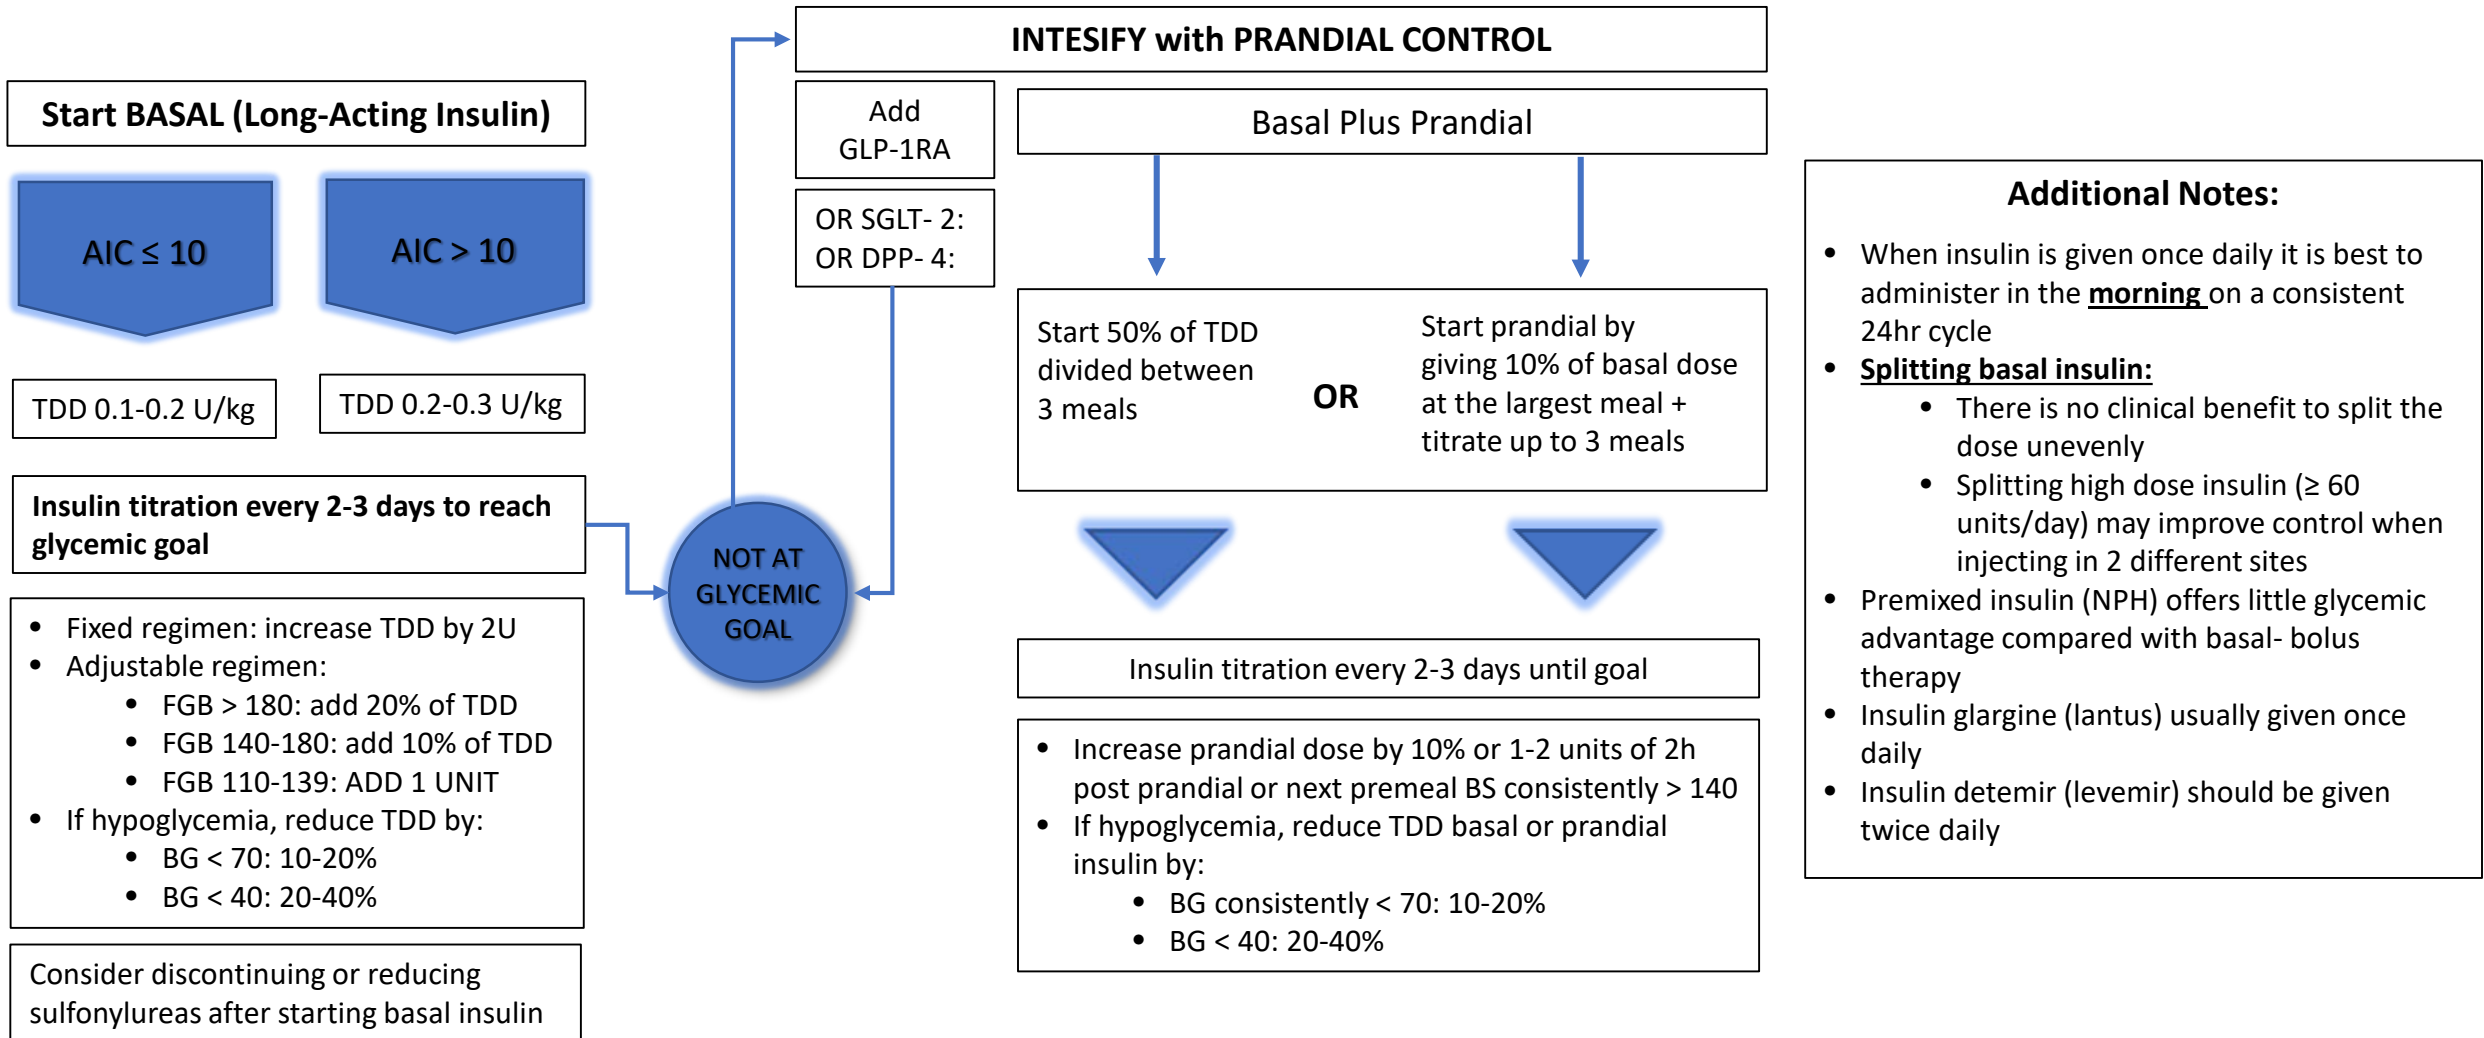 INTESIFY with PRANDIAL CONTROL
Start BASAL (Long-Acting Insulin)
AIC ≤ 10
AIC > 10
TDD 0.1-0.2 U/kg
TDD 0.2-0.3 U/kg
Insulin titration every 2-3 days to reach
glycemic goal
• Fixed regimen: increase TDD by 2U
• Adjustable regimen:
• FGB > 180: add 20% of TDD
• FGB 140-180: add 10% of TDD
• FGB 110-139: ADD 1 UNIT
• If hypoglycemia, reduce TDD by:
• BG < 70: 10-20%
• BG < 40: 20-40%
Consider discontinuing or reducing
sulfonylureas after starting basal insulin
NOT AT
GLYCEMIC
GOAL
Add
GLP-1RA
OR SGLT- 2:
OR DPP- 4:
Basal Plus Prandial
Start 50% of TDD
divided between
3 meals
OR
Start prandial by
giving 10% of basal dose
at the largest meal +
titrate up to 3 meals
Insulin titration every 2-3 days until goal
• Increase prandial dose by 10% or 1-2 units of 2h
post prandial or next premeal BS consistently > 140
• If hypoglycemia, reduce TDD basal or prandial
insulin by:
• BG consistently < 70: 10-20%
• BG < 40: 20-40%
Additional Notes:
• When insulin is given once daily it is best to
administer in the morning on a consistent
24hr cycle
• Splitting basal insulin:
• There is no clinical benefit to split the
dose unevenly
• Splitting high dose insulin (≥ 60
units/day) may improve control when
injecting in 2 different sites
• Premixed insulin (NPH) offers little glycemic
advantage compared with basal- bolus
therapy
• Insulin glargine (lantus) usually given once
daily
• Insulin detemir (levemir) should be given
twice daily